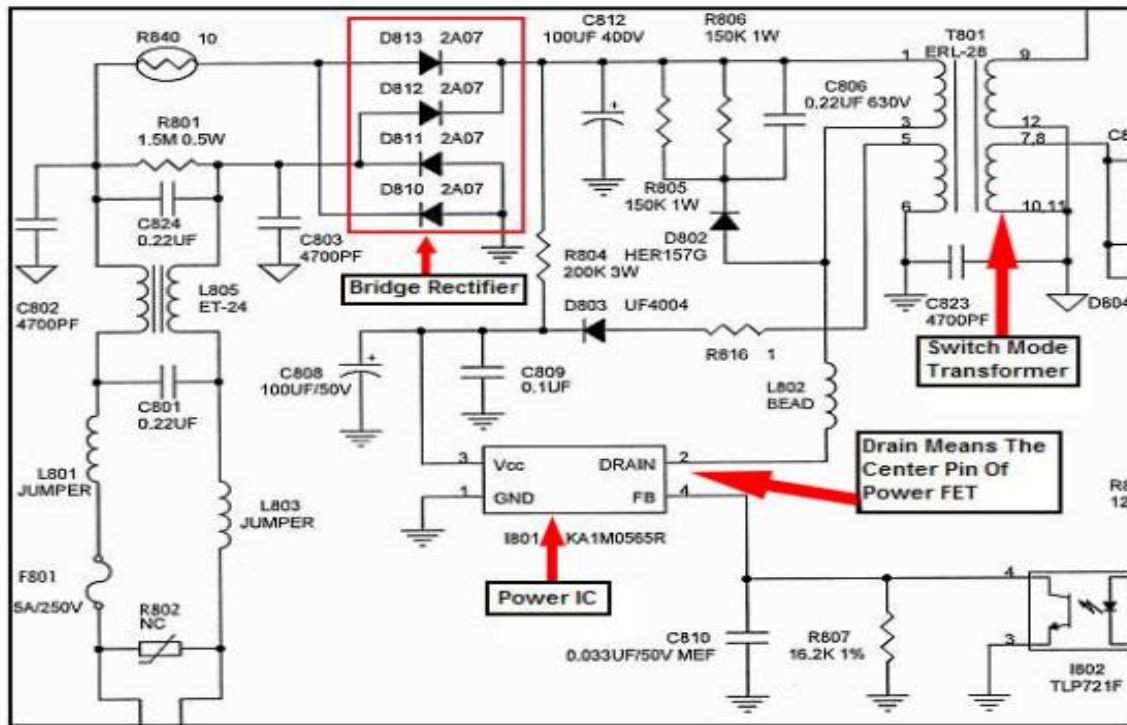 R840 10
D813 2A07
D812 2A07
D811 2A07
D810 2A07
Bridge Rectifier
C812
100UF 400V
R806
150K 1W
C806
0.22UF 630V
R805
150K 1W
T801
ERL-28
1
3
5
6
9
12
7,8
10,11
R801
1.5M 0.5W
C824
0.22UF
C803
4700PF
C802
4700PF
L805
ET-24
C801
0.22UF
L801
JUMPER
L803
JUMPER
F801
5A/250V
R802
NC
R804
200K 3W
D802
HER157G
D803 UF4004
R816 1
C808
100UF/50V
C809
0.1UF
L802
BEAD
C823
4700PF
D804
Switch Mode
Transformer
3 Vcc DRAIN 2
1 GND FB 4
I801 KA1M0565R
Power IC
Drain Means The
Center Pin Of
Power FET
C810
0.033UF/50V MEF
R807
16.2K 1%
4
3
I802
TLP721F